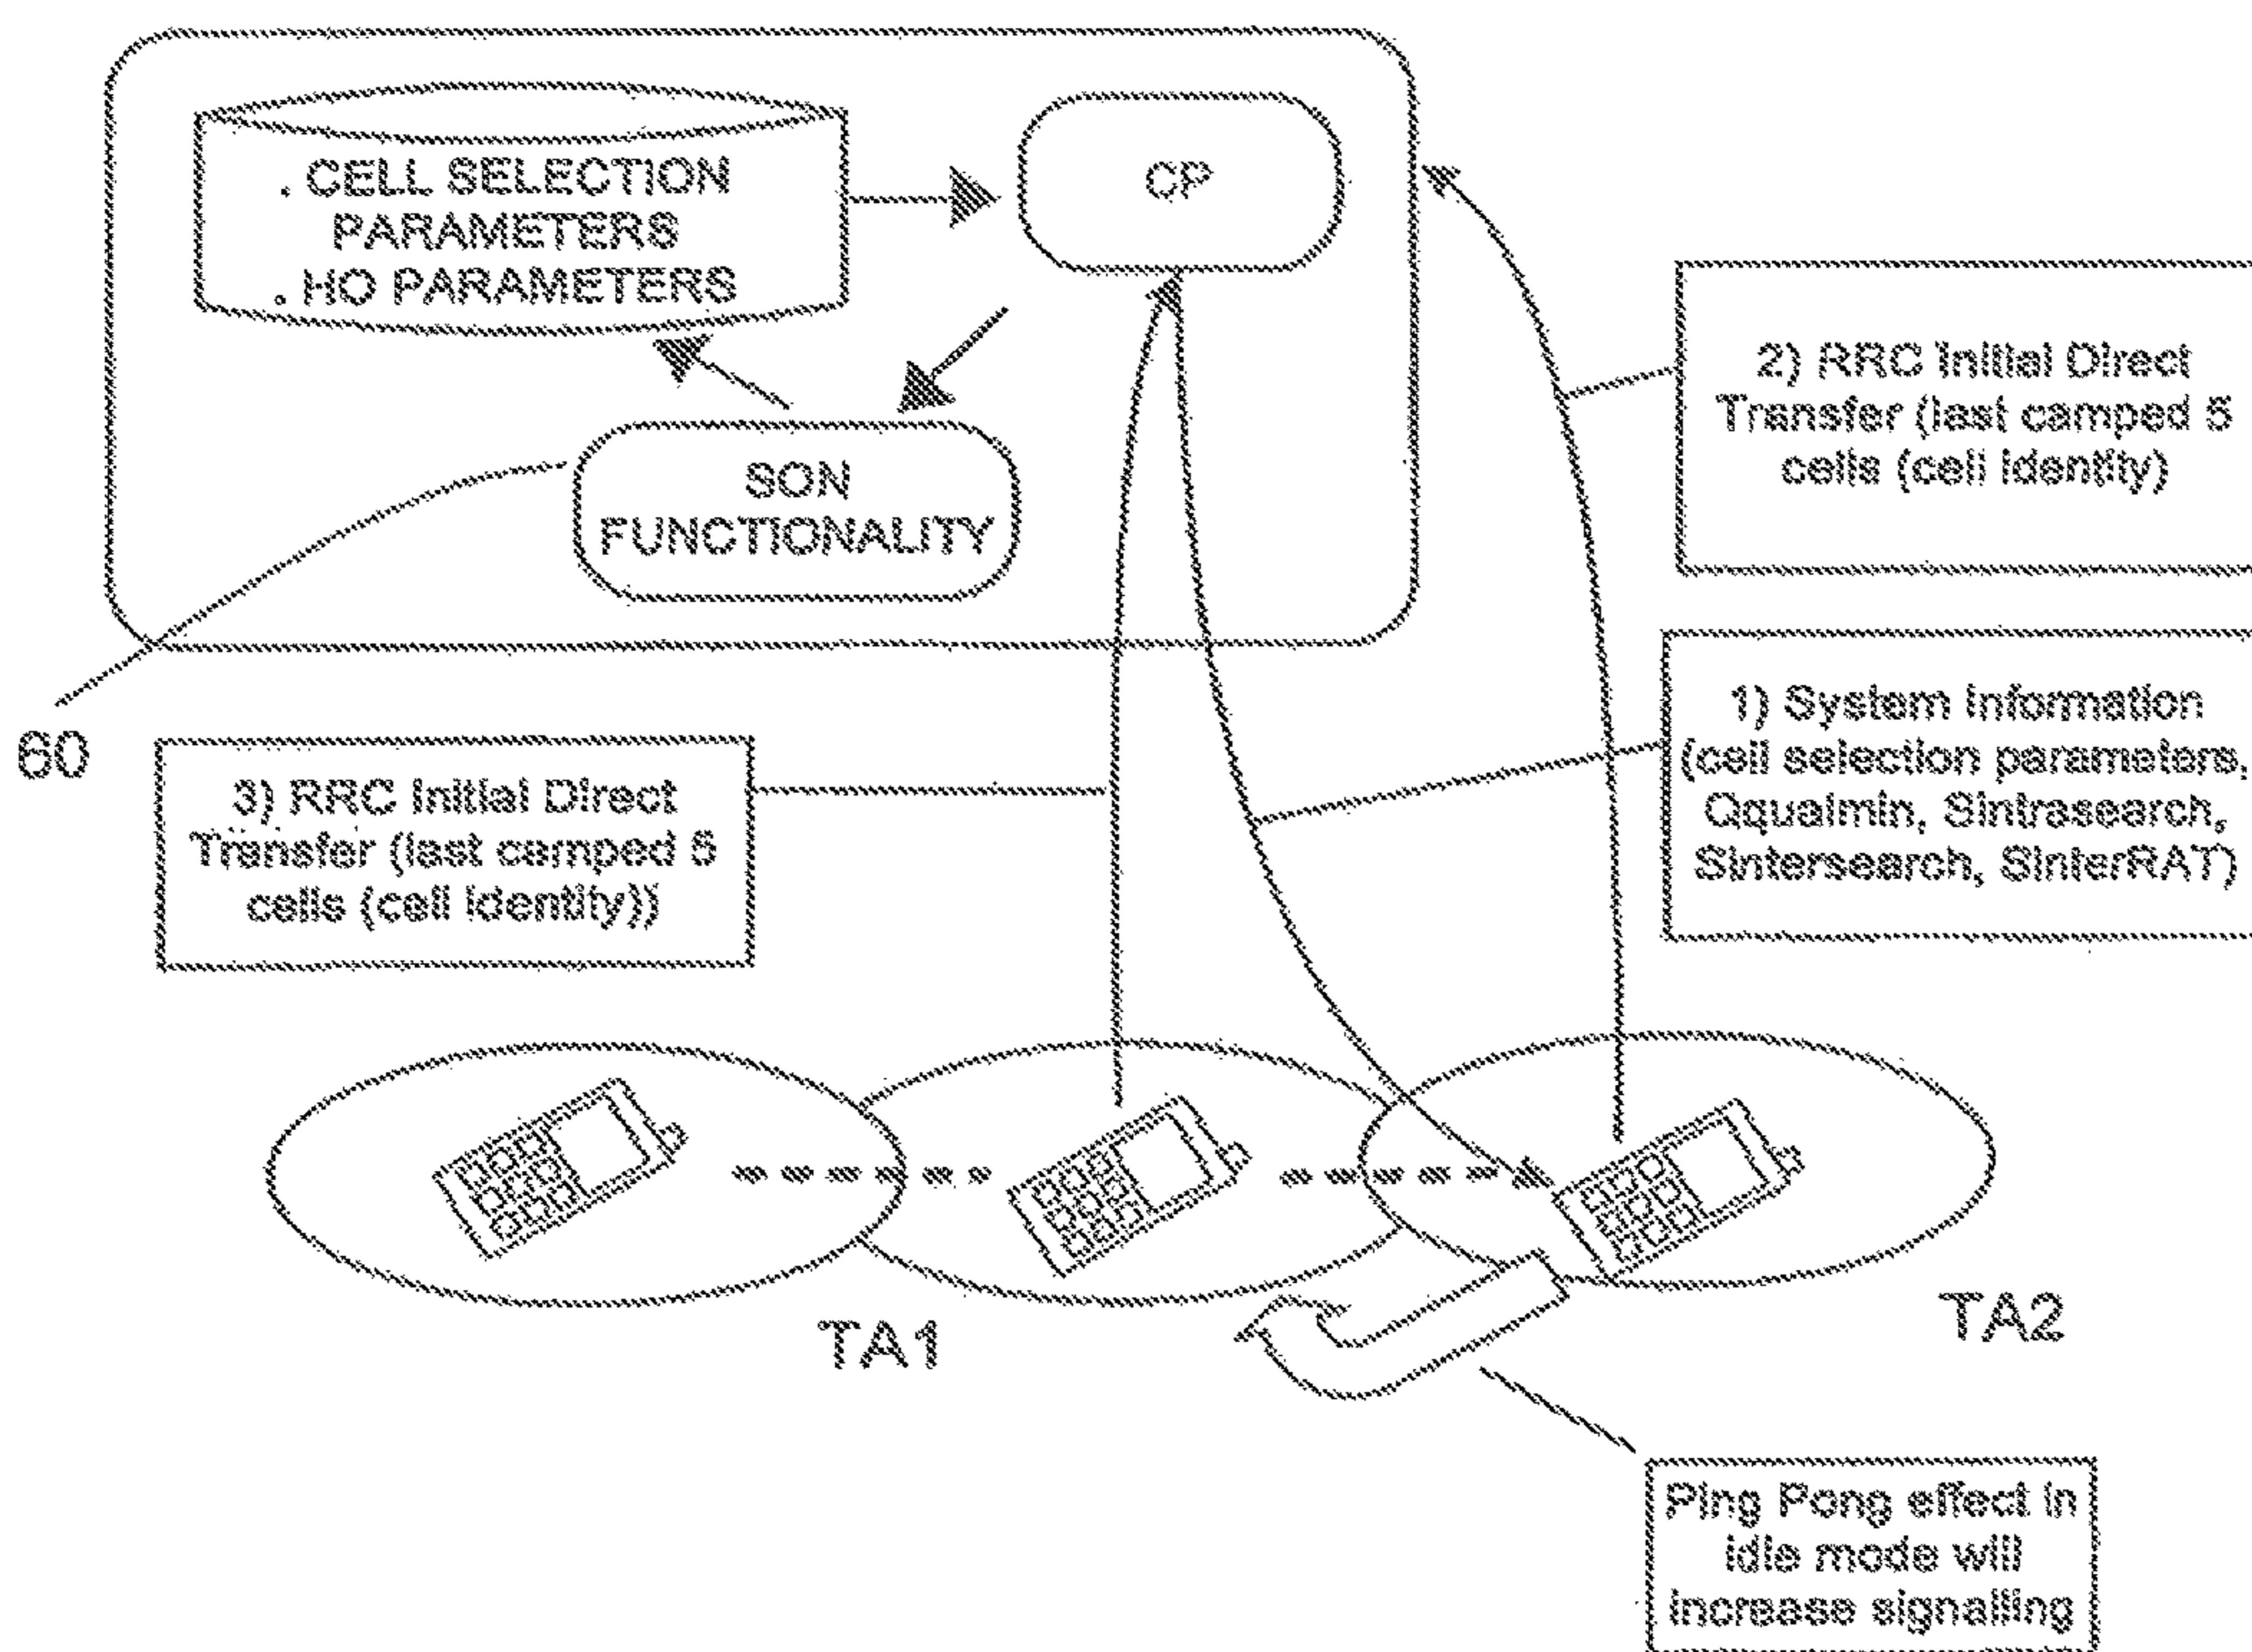 . CELL SELECTION
PARAMETERS
. HO PARAMETERS
CP
SON
FUNCTIONALITY
60
2) RRC Initial Direct
Transfer (last camped 5
cells (cell identity)
1) System Information
(cell selection parameters,
Qqualmin, Sintrasearch,
Sintersearch, SinterRAT)
3) RRC Initial Direct
Transfer (last camped 5
cells (cell identity))
TA1
TA2
Ping Pong effect in
idle mode will
increase signalling